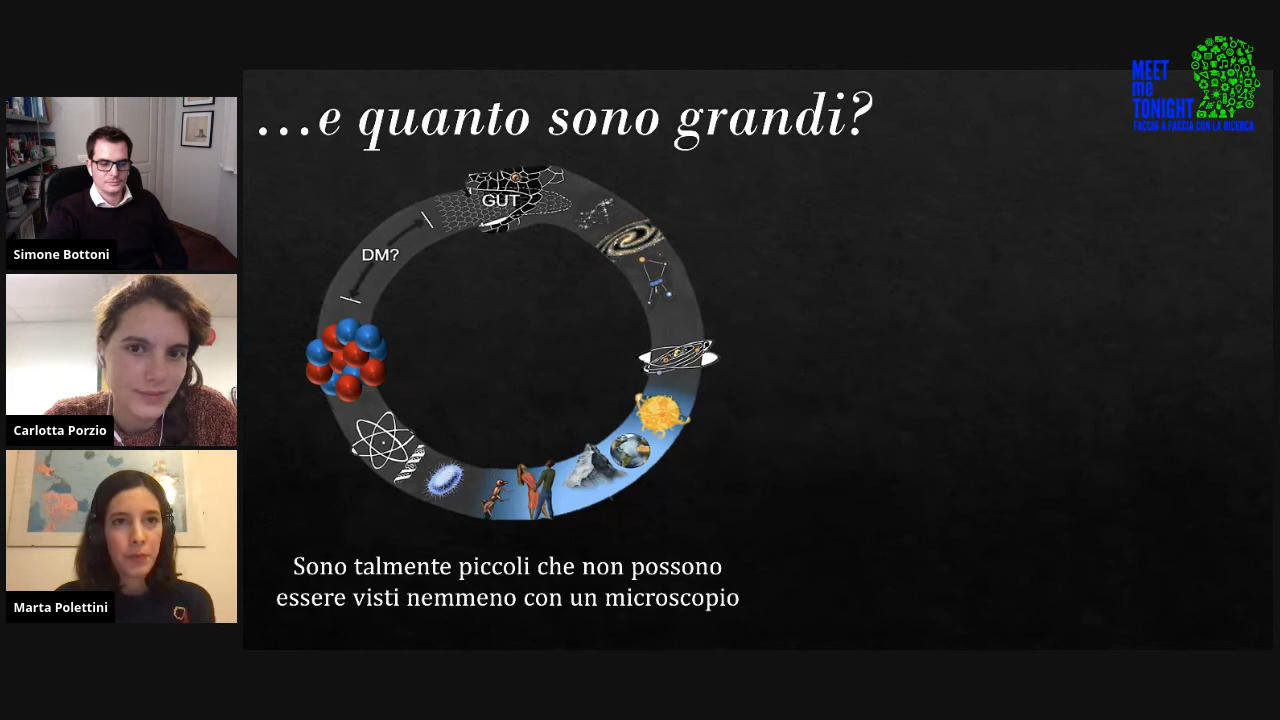 MEET
me
TONIGHT
FACCIA A FACCIA CON LA RICERCA
...e quanto sono grandi?
GUT
DM?
Simone Bottoni
Carlotta Porzio
Marta Polettini
Sono talmente piccoli che non possono
essere visti nemmeno con un microscopio